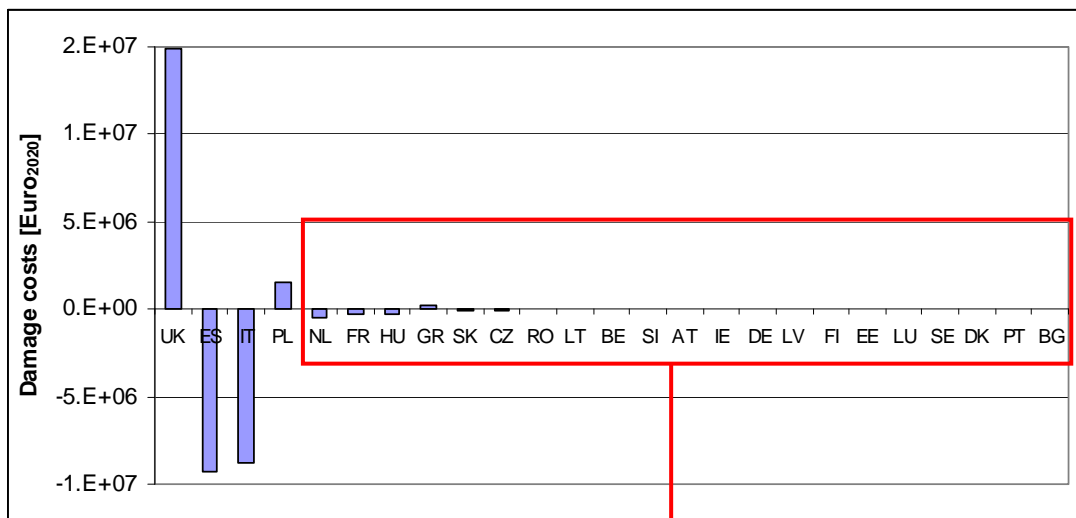 2.E+07
1.E+07
5.E+06
0.E+00
-5.E+06
-1.E+07
Damage costs [Euro2020]
UK ES IT PL NL FR HU GR SK CZ RO LT BE SI AT IE DE LV FI EE LU SE DK PT BG